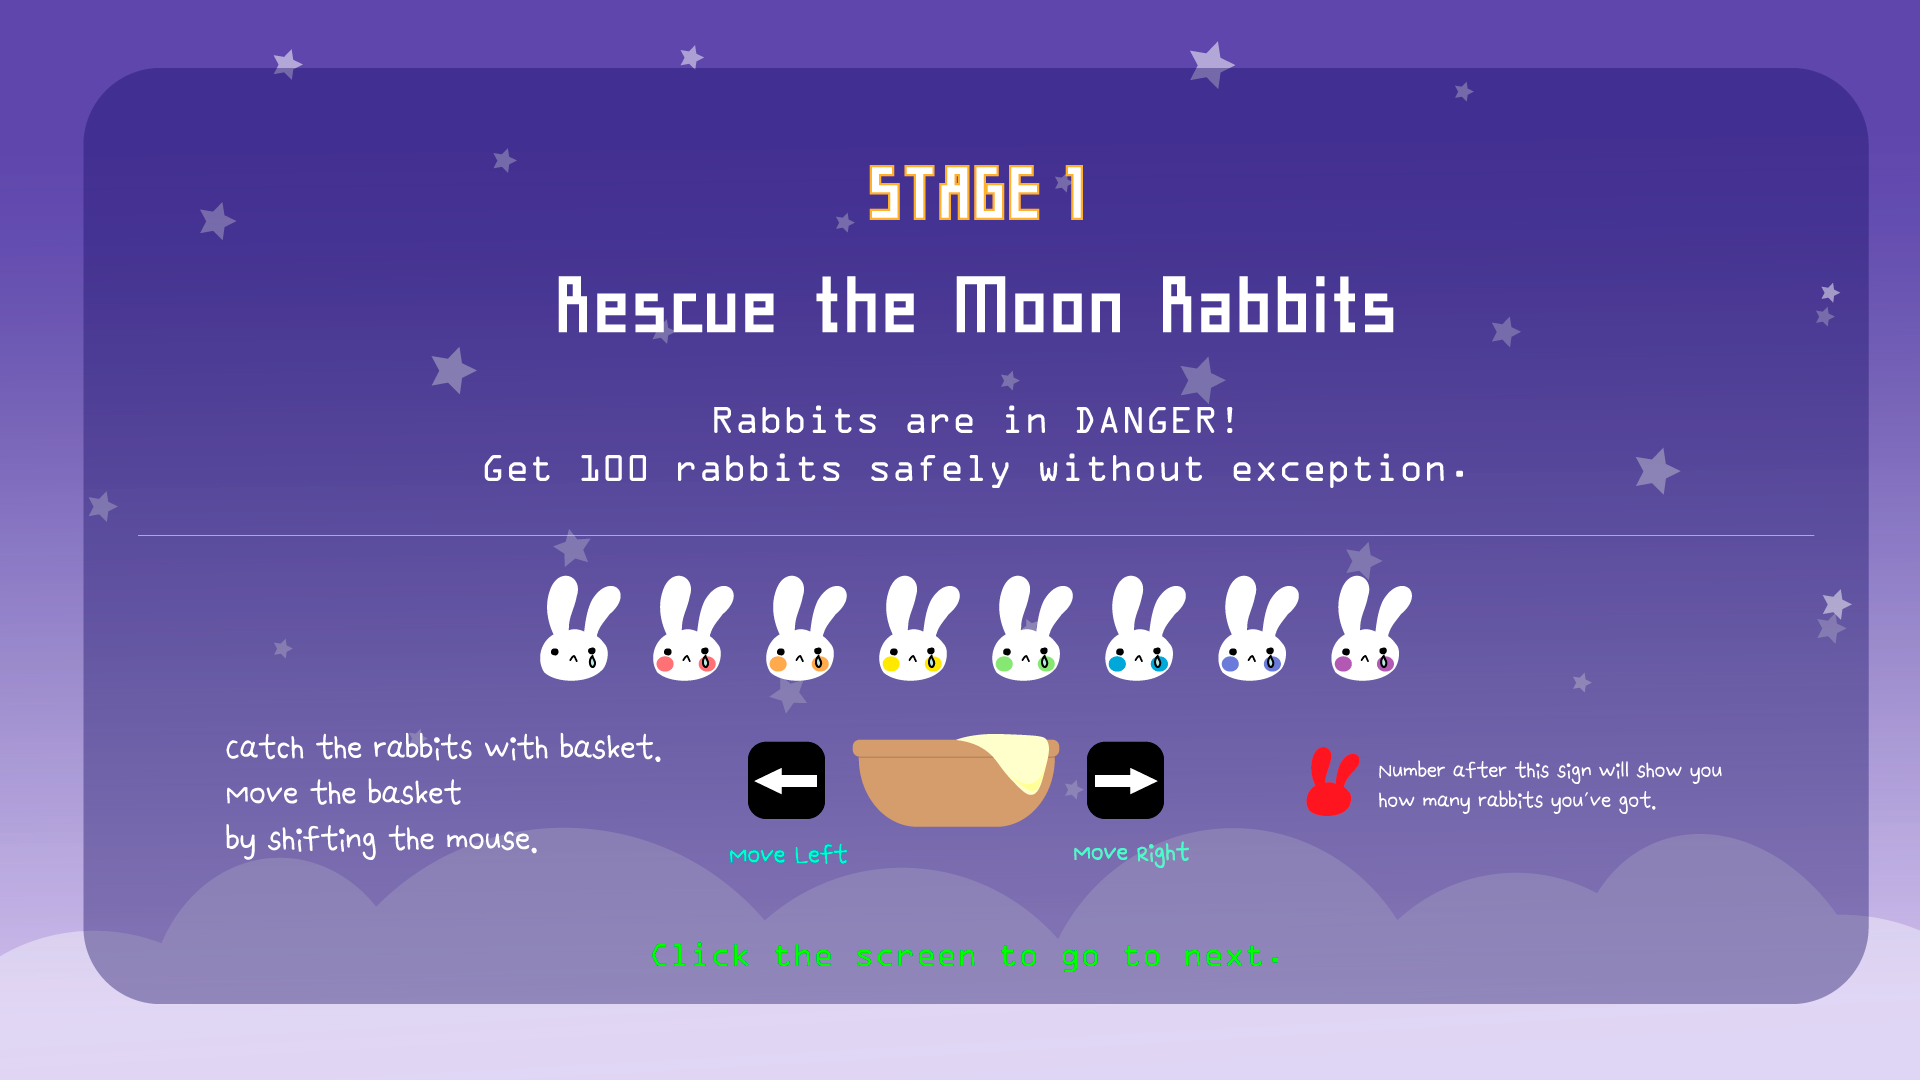 STAGE 1
Rescue the Moon Rabbits
Rabbits are in DANGER!
Get 100 rabbits safely without exception.
catch the rabbits with basket.
Move the basket
by shifting the mouse.
Move Left
Move Right
Number after this sign will show you
how many rabbits you've got.
Click the screen to go to next.